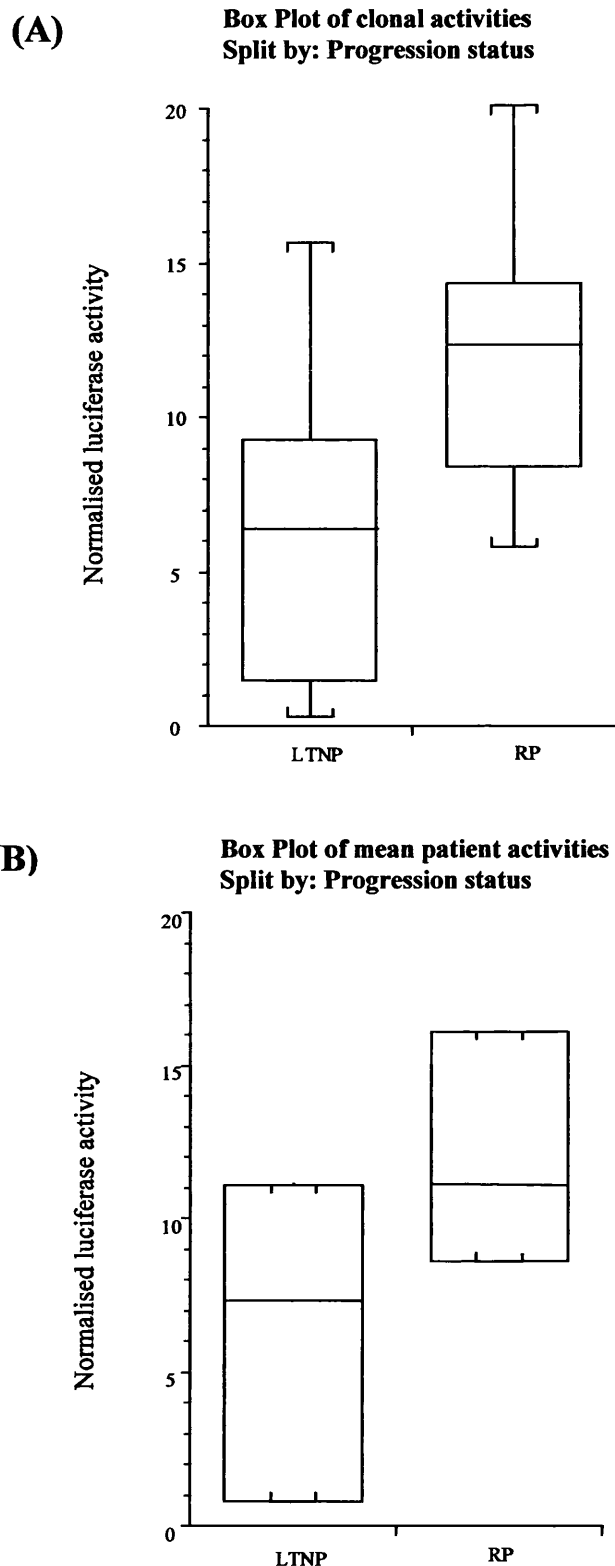 (A)
Box Plot of clonal activities
Split by: Progression status
Normalised luciferase activity
20
15
10
5
0
LTNP
RP
B)
Box Plot of mean patient activities
Split by: Progression status
Normalised luciferase activity
20
15
10
5
0
LTNP
RP